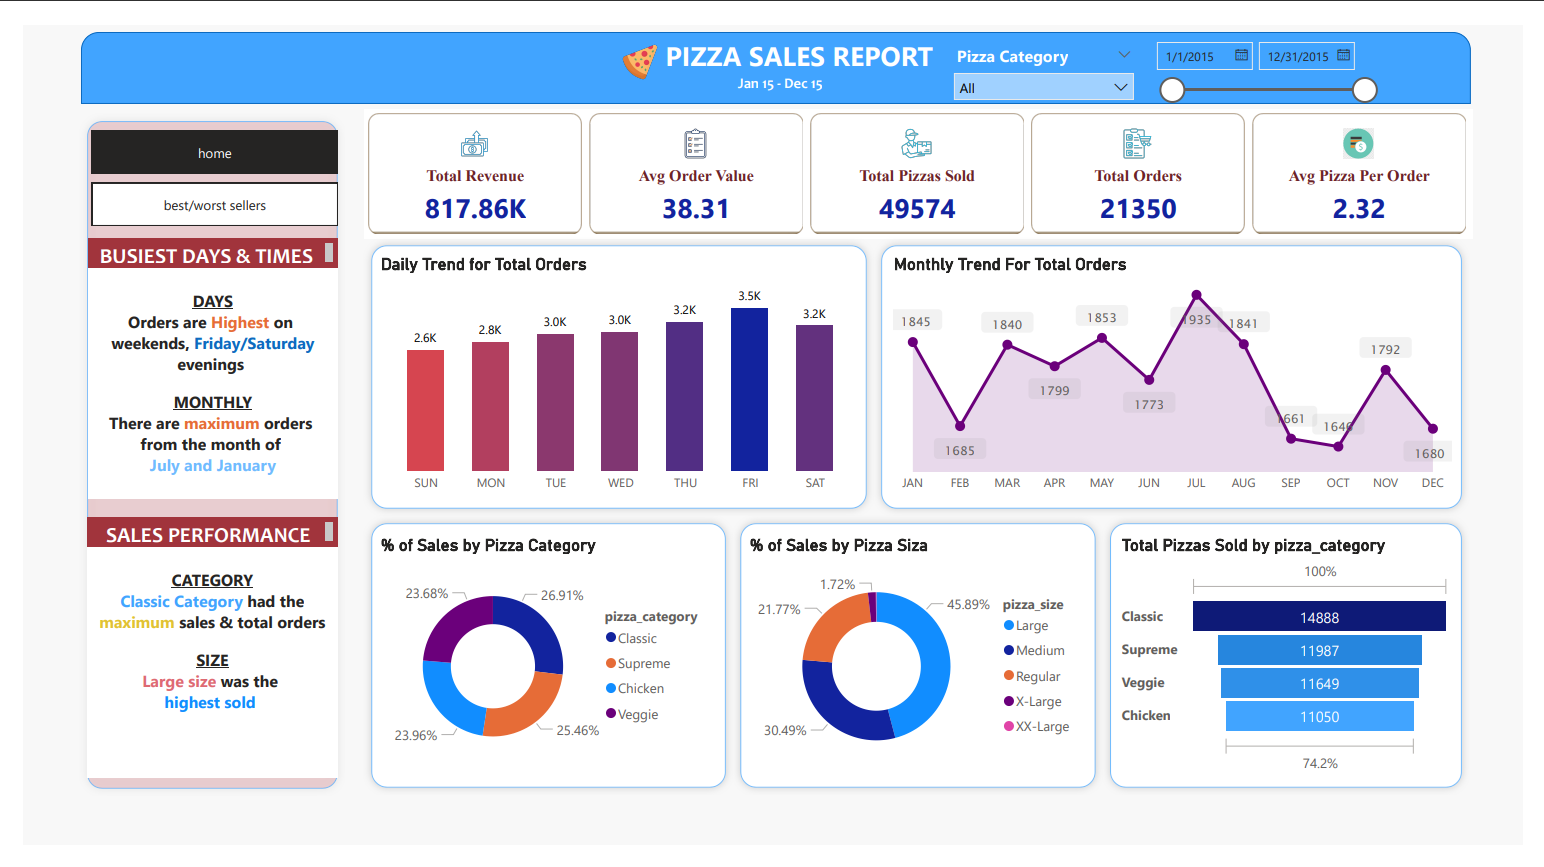 PIZZA SALES REPORT
Jan 15 - Dec 15
Pizza Category
All
1/1/2015
12/31/2015
home
best/worst sellers
BUSIEST DAYS & TIMES
DAYS
Orders are Highest on
weekends, Friday/Saturday
evenings
MONTHLY
There are maximum orders
from the month of
July and January
SALES PERFORMANCE
CATEGORY
Classic Category had the
maximum sales & total orders
SIZE
Large size was the
highest sold
Total Revenue
817.86K
Avg Order Value
38.31
Total Pizzas Sold
49574
Total Orders
21350
Avg Pizza Per Order
2.32
Daily Trend for Total Orders
2.6K
2.8K
3.0K
3.0K
3.2K
3.5K
3.2K
SUN MON TUE WED THU FRI SAT
Monthly Trend For Total Orders
1845
1685
1840
1799
1853
1773
1935
1841
1661
1646
1792
1680
JAN FEB MAR APR MAY JUN JUL AUG SEP OCT NOV DEC
% of Sales by Pizza Category
23.68%
26.91%
23.96%
25.46%
pizza_category
Classic
Supreme
Chicken
Veggie
% of Sales by Pizza Siza
1.72%
21.77%
45.89%
30.49%
pizza_size
Large
Medium
Regular
X-Large
XX-Large
Total Pizzas Sold by pizza_category
100%
Classic 14888
Supreme 11987
Veggie 11649
Chicken 11050
74.2%